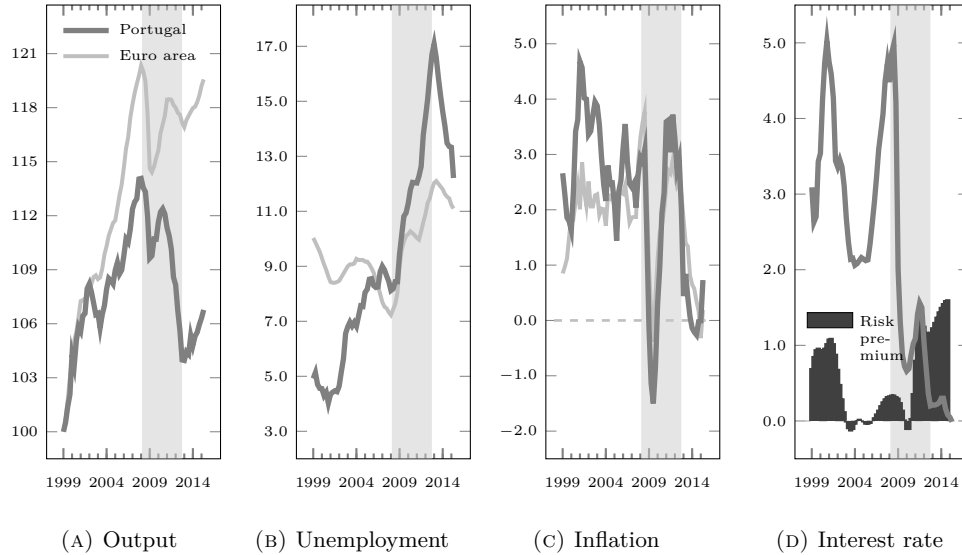 Portugal
Euro area
121
118
115
112
109
106
103
100
1999 2004 2009 2014
(A) Output
17.0
15.0
13.0
11.0
9.0
7.0
5.0
3.0
1999 2004 2009 2014
(B) Unemployment
5.0
4.0
3.0
2.0
1.0
0.0
−1.0
−2.0
1999 2004 2009 2014
(C) Inflation
5.0
4.0
3.0
2.0
1.0
0.0
Risk
pre-
mium
1999 2004 2009 2014
(D) Interest rate